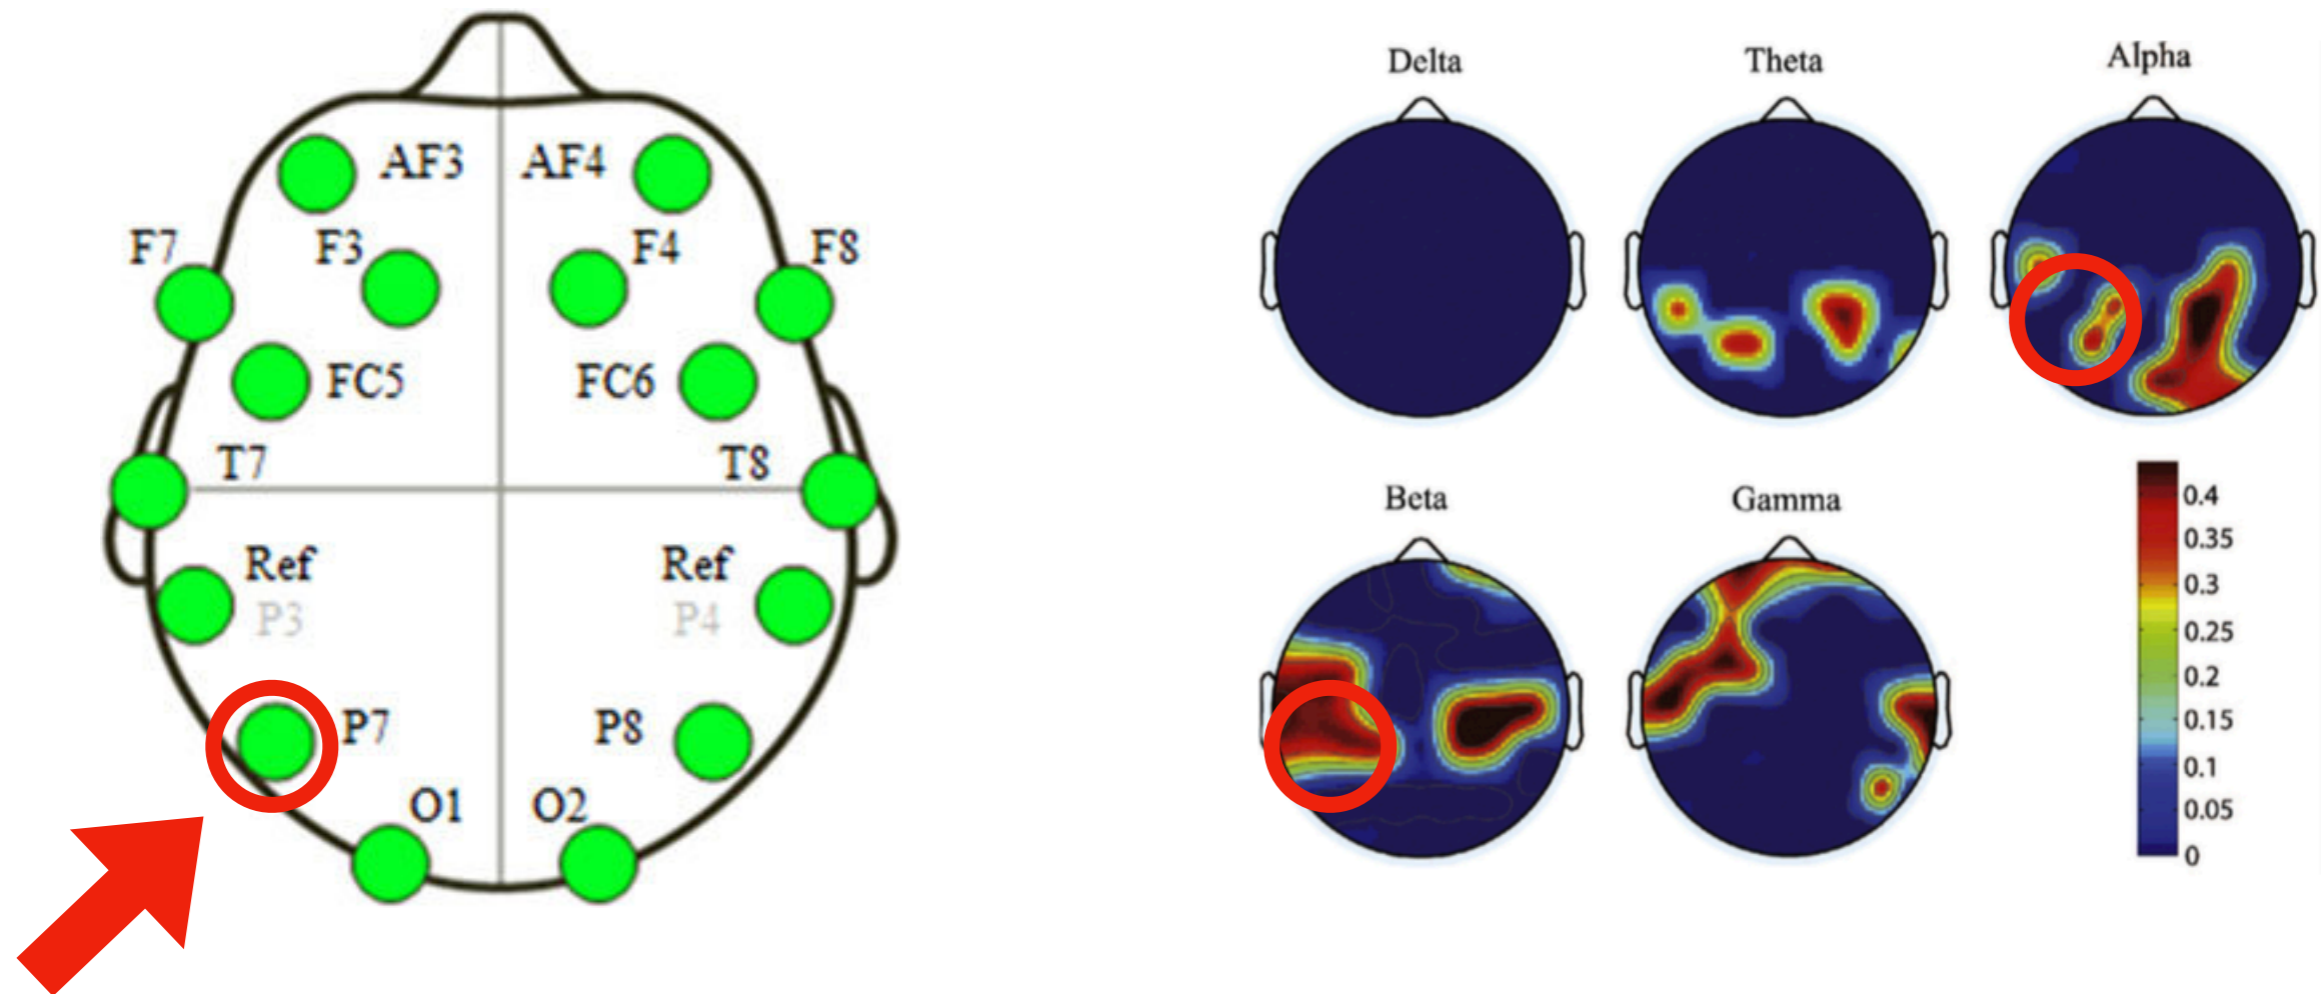 AF3 AF4
F7 F3 F4 F8
FC5 FC6
T7 T8
Ref Ref
P3 P4
P7 P8
O1 O2
Delta Theta Alpha
Beta Gamma
0.4
0.35
0.3
0.25
0.2
0.15
0.1
0.05
0